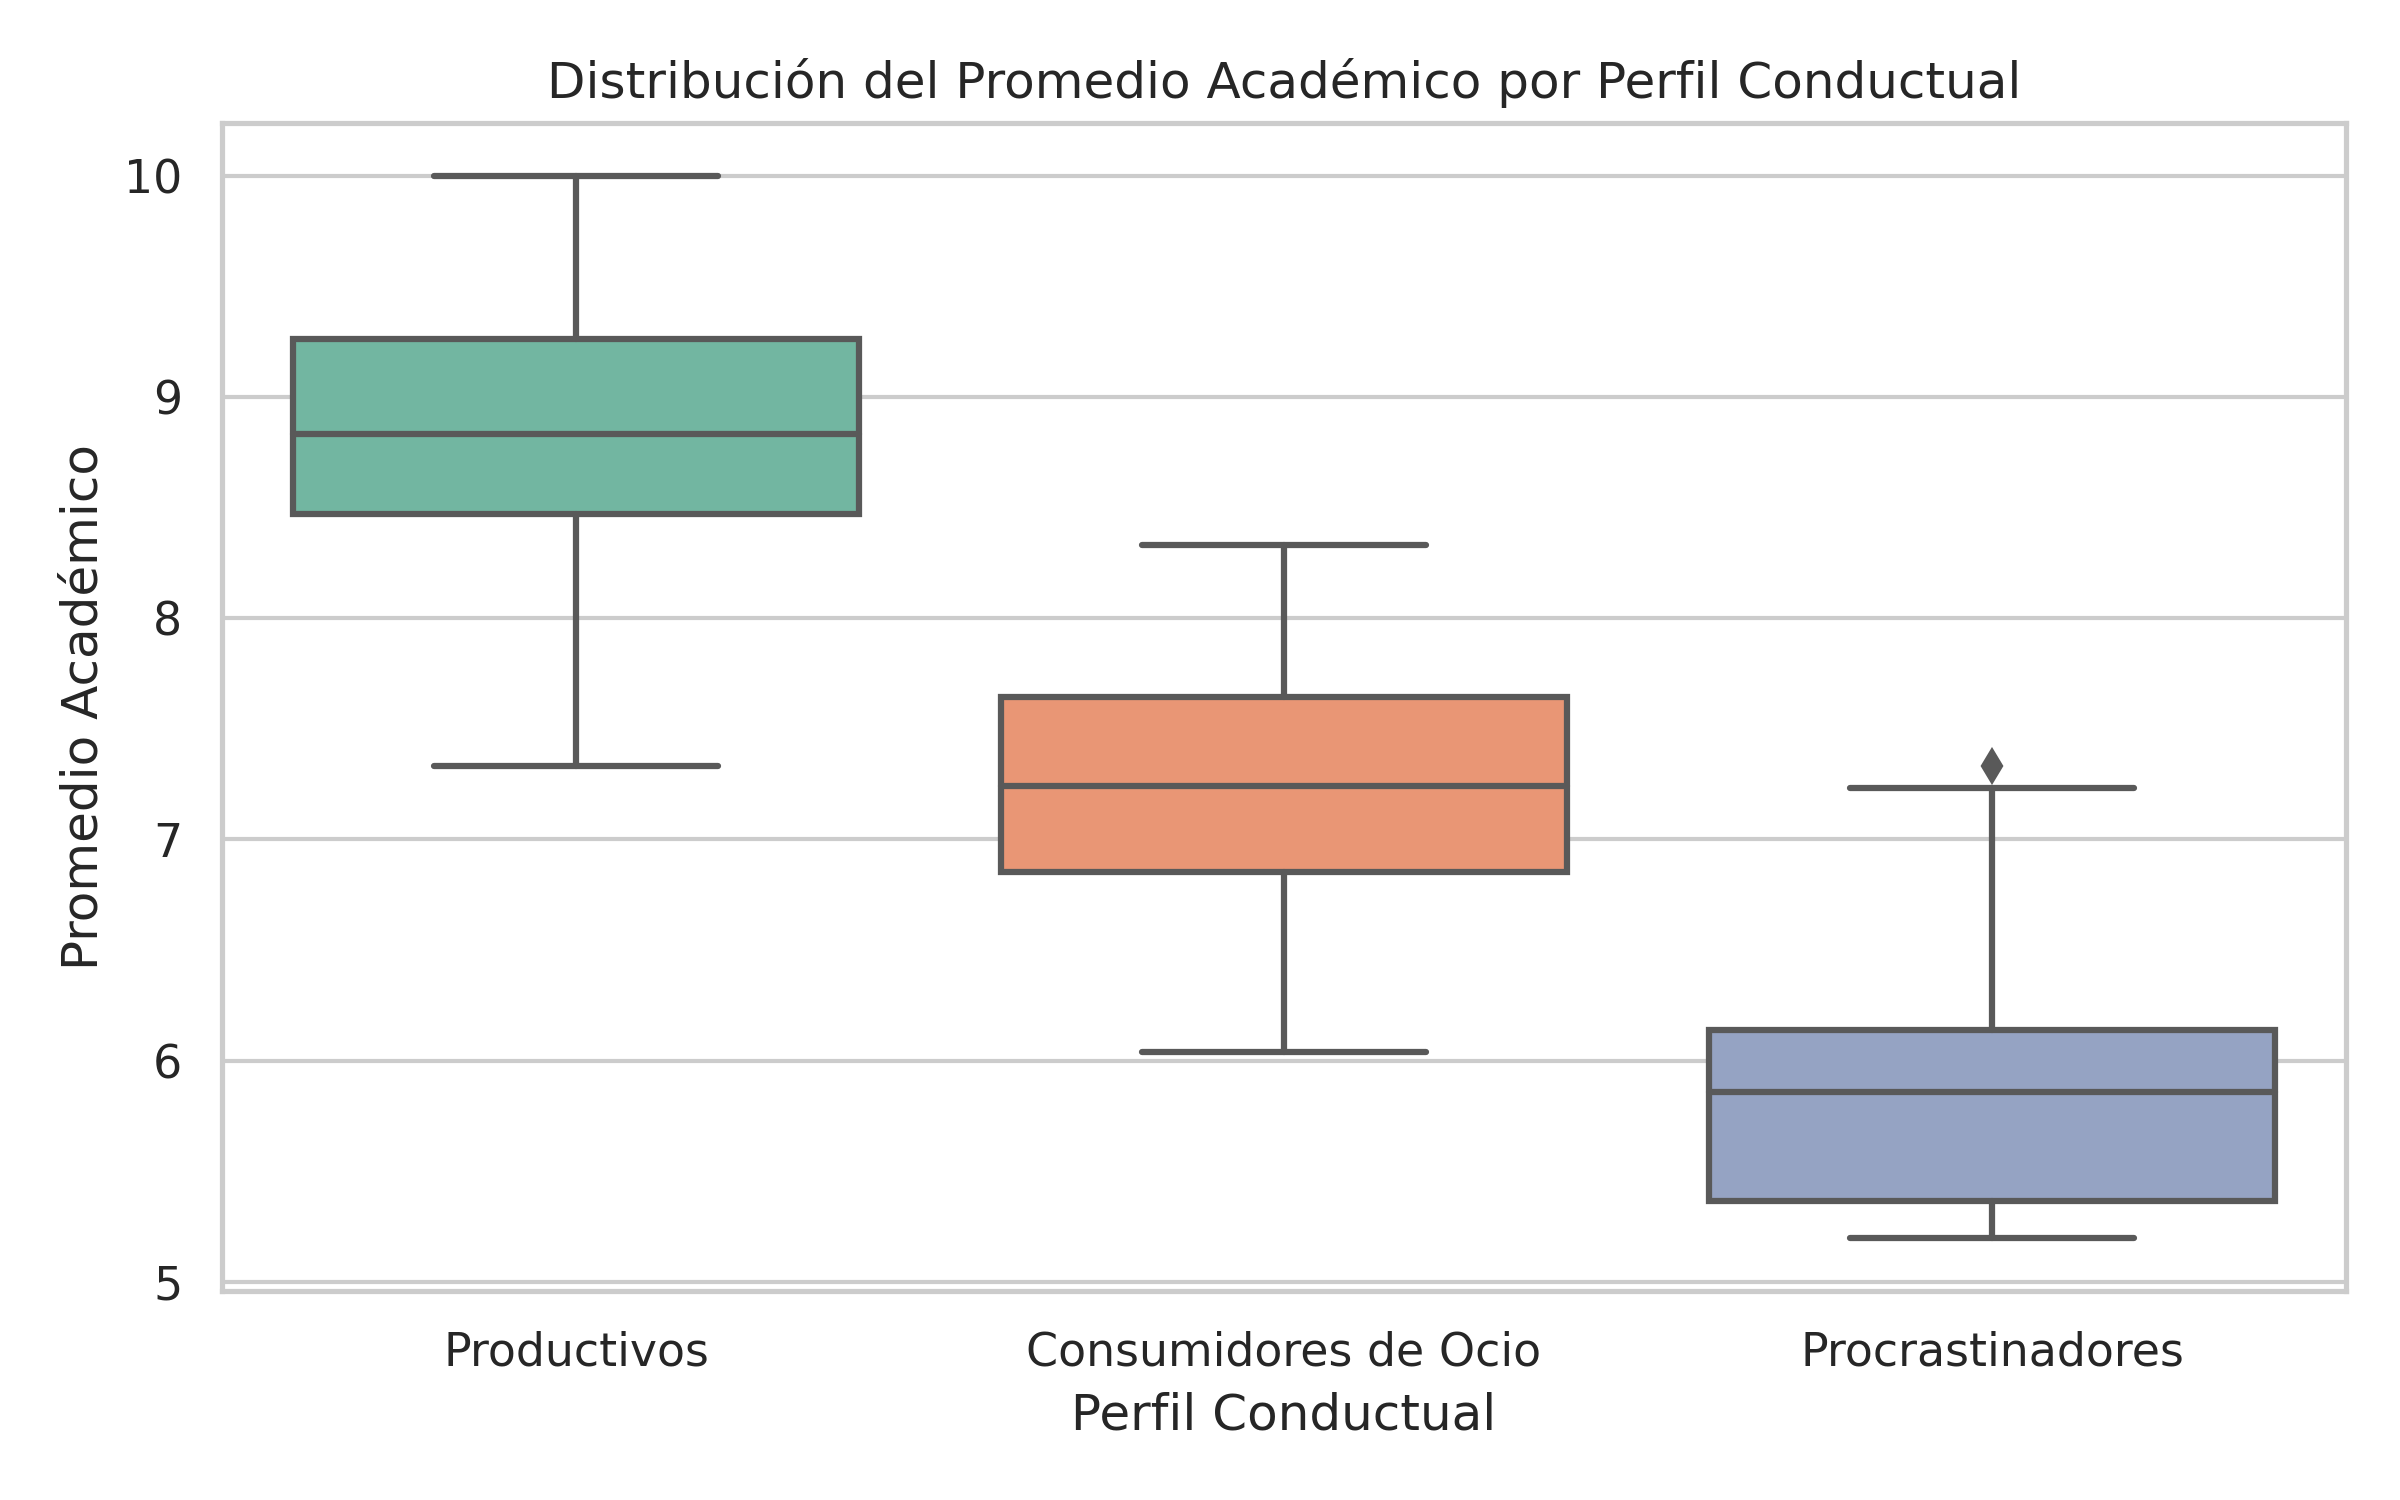 Distribución del Promedio Académico por Perfil Conductual
Promedio Académico
10
9
8
7
6
5
Productivos
Consumidores de Ocio
Procrastinadores
Perfil Conductual